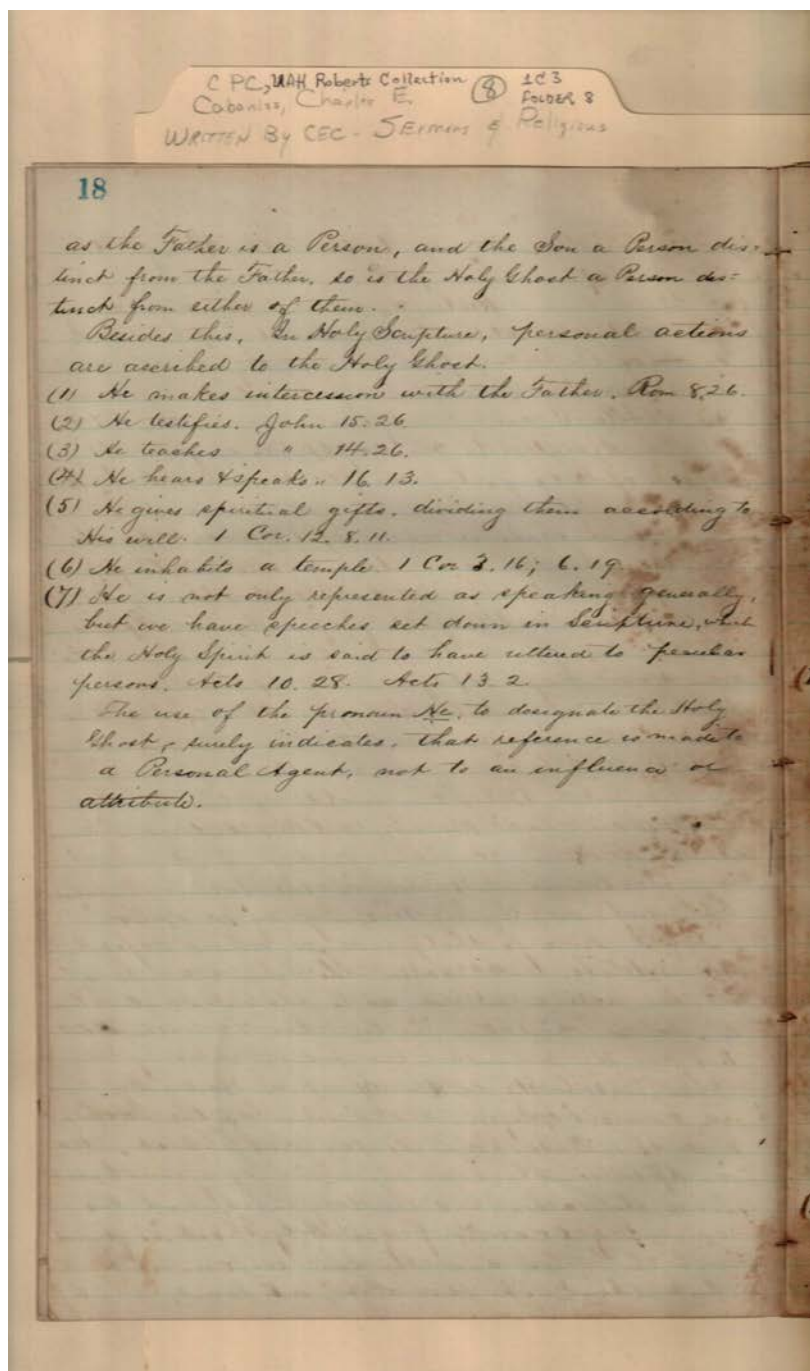 C PC, UAH Roberts Collection (8) 1C3
Cabaniss, Charles E. FOLDER 8
WRITTEN By CEC - SERMONS & Religious
18
as the Father is a Person, and the Son a Person dis-
tinct from the Father, so is the Holy Ghost a Person dis=
tinct from either of them.
Besides this, In Holy Scripture, personal actions
are ascribed to the Holy Ghost.
(1) He makes intercession with the Father. Rom 8.26.
(2) He testifies. John 15.26.
(3) He teaches " 14.26.
(4) He hears & speaks " 16.13.
(5) He gives spiritual gifts, dividing them according to
His will. 1 Cor. 12. 8. 11.
(6) He inhabits a temple 1 Cor 3. 16; 6. 19.
(7) He is not only represented as speaking generally,
but we have speeches set down in Scripture, which
the Holy Spirit is said to have uttered to peculiar
persons. Acts 10. 28. Acts 13. 2.
The use of the pronoun He, to designate the Holy
Ghost, surely indicates, that reference is made to
a Personal Agent, not to an influence or
attribute.